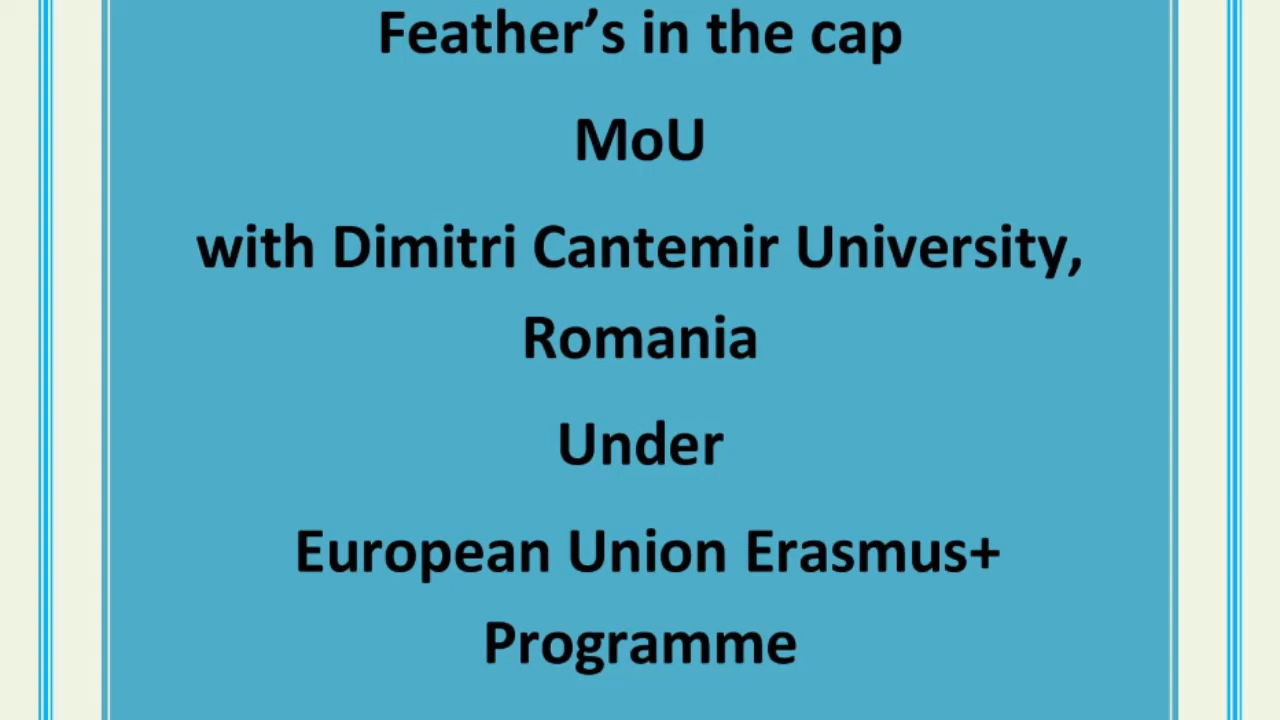 Feather’s in the cap
MoU
with Dimitri Cantemir University,
Romania
Under
European Union Erasmus+
Programme